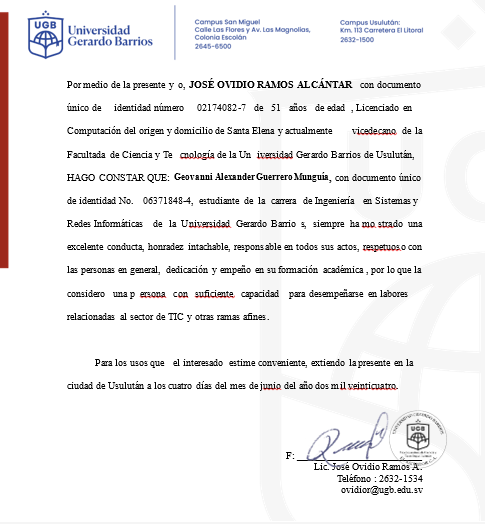 UGB
Universidad
Gerardo Barrios
Campus San Miguel
Calle Las Flores y Av. Las Magnolias,
Colonia Escolán
2645-6500
Campus Usulután:
Km. 113 Carretera El Litoral
2632-1500
Por medio de la presente y o, JOSÉ OVIDIO RAMOS ALCÁNTAR con documento
único de identidad número 02174082-7 de 51 años de edad , Licenciado en
Computación del origen y domicilio de Santa Elena y actualmente vicedecano de la
Facultada de Ciencia y Te cnología de la Un iversidad Gerardo Barrios de Usulután,
HAGO CONSTAR QUE: Geovanni Alexander Guerrero Munguía, con documento único
de identidad No. 06371848-4, estudiante de la carrera de Ingeniería en Sistemas y
Redes Informáticas de la Universidad Gerardo Barrio s, siempre ha mo strado una
excelente conducta, honradez intachable, responsable en todos sus actos, respetuoso con
las personas en general, dedicación y empeño en su formación académica , por lo que la
considero una p ersona con suficiente capacidad para desempeñarse en labores
relacionadas al sector de TIC y otras ramas afines.
Para los usos que el interesado estime conveniente, extiendo la presente en la
ciudad de Usulután a los cuatro días del mes de junio del año dos mil veinticuatro.
UGB
F:
Lic. José Ovidio Ramos A.
Teléfono : 2632-1534
ovidior@ugb.edu.sv